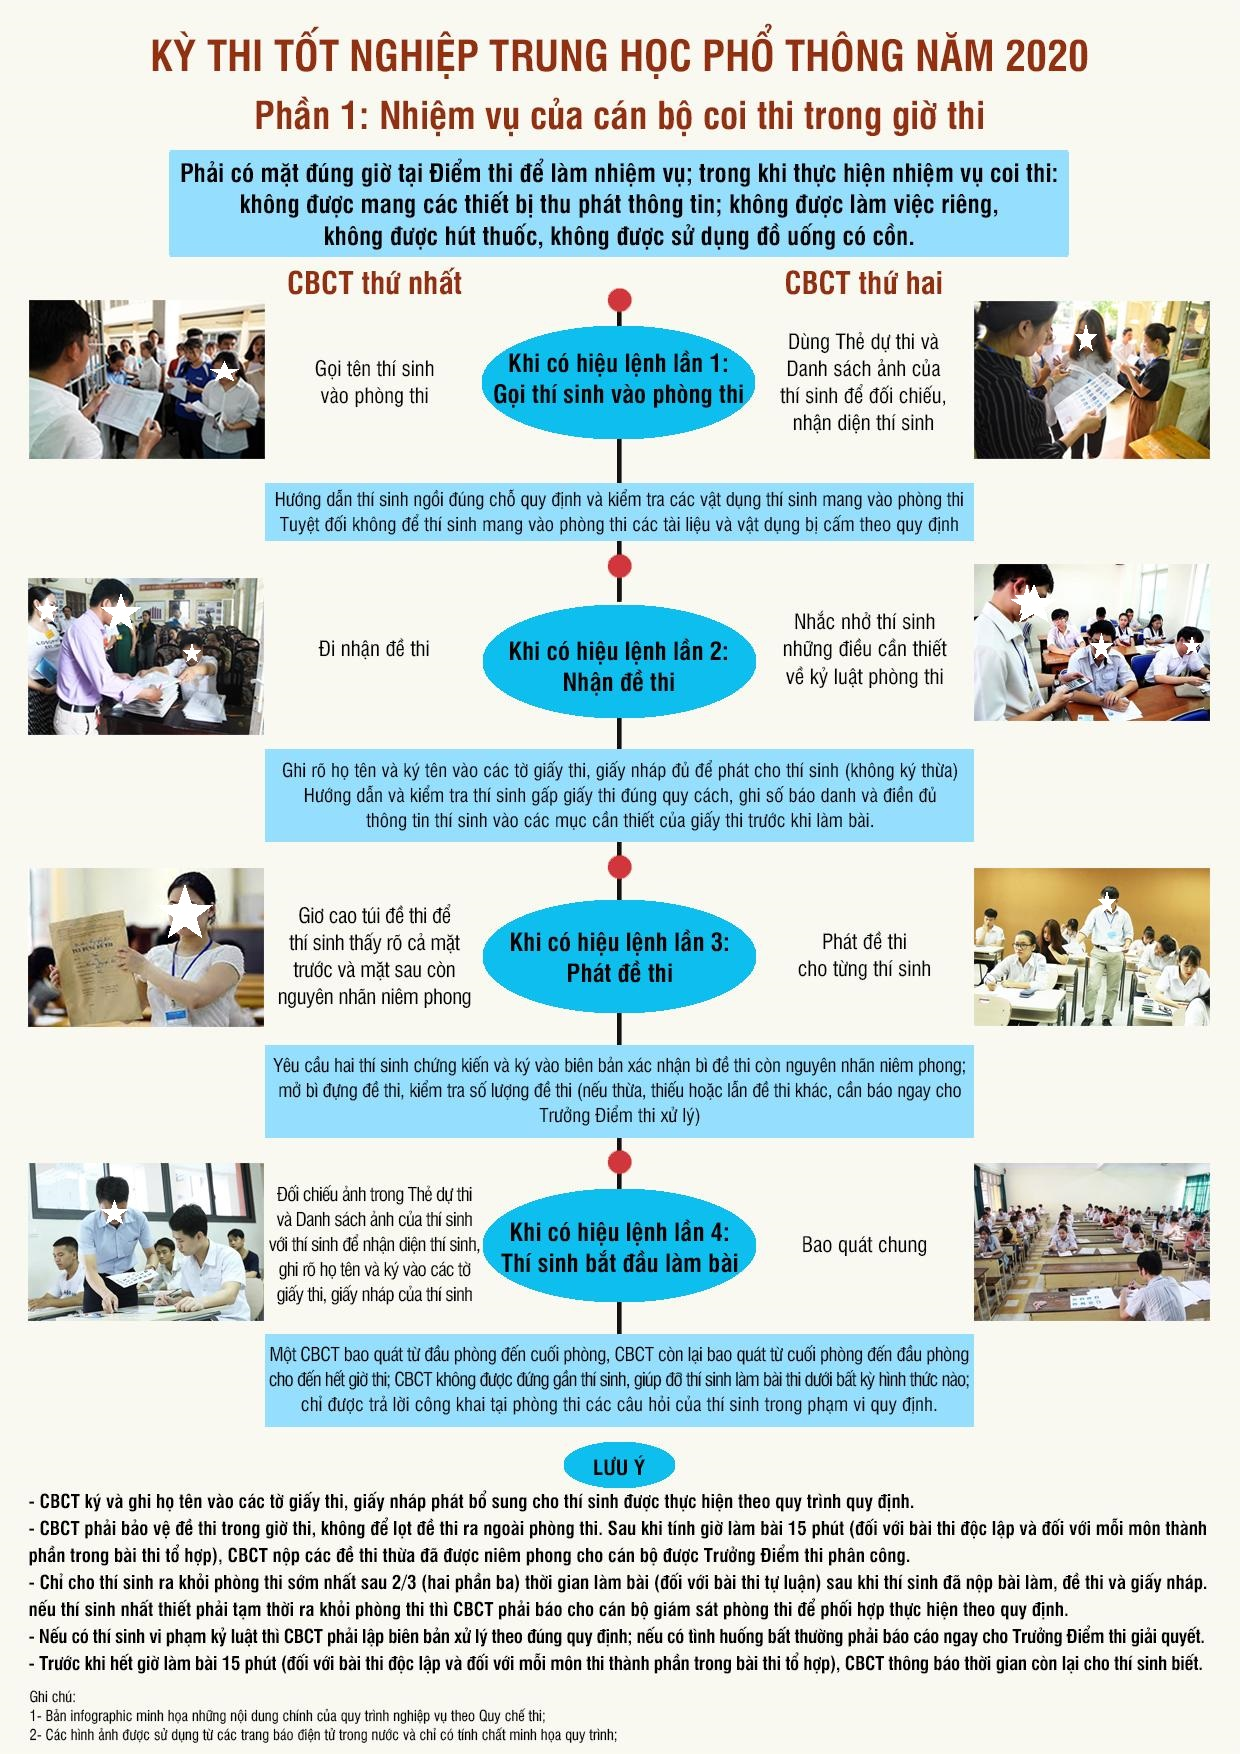 KỲ THI TỐT NGHIỆP TRUNG HỌC PHỔ THÔNG NĂM 2020
Phần 1: Nhiệm vụ của cán bộ coi thi trong giờ thi
Phải có mặt đúng giờ tại Điểm thi để làm nhiệm vụ; trong khi thực hiện nhiệm vụ coi thi:
không được mang các thiết bị thu phát thông tin; không được làm việc riêng,
không được hút thuốc, không được sử dụng đồ uống có cồn.
CBCT thứ nhất
CBCT thứ hai
Gọi tên thí sinh
vào phòng thi
Khi có hiệu lệnh lần 1:
Gọi thí sinh vào phòng thi
Dùng Thẻ dự thi và
Danh sách ảnh của
thí sinh để đối chiếu,
nhận diện thí sinh
Hướng dẫn thí sinh ngồi đúng chỗ quy định và kiểm tra các vật dụng thí sinh mang vào phòng thi
Tuyệt đối không để thí sinh mang vào phòng thi các tài liệu và vật dụng bị cấm theo quy định
Đi nhận đề thi
Khi có hiệu lệnh lần 2:
Nhận đề thi
Nhắc nhở thí sinh
những điều cần thiết
về kỷ luật phòng thi
Ghi rõ họ tên và ký tên vào các tờ giấy thi, giấy nháp đủ để phát cho thí sinh (không ký thừa)
Hướng dẫn và kiểm tra thí sinh gấp giấy thi đúng quy cách, ghi số báo danh và điền đủ
thông tin thí sinh vào các mục cần thiết của giấy thi trước khi làm bài.
Giơ cao túi đề thi để
thí sinh thấy rõ cả mặt
trước và mặt sau còn
nguyên nhãn niêm phong
Khi có hiệu lệnh lần 3:
Phát đề thi
Phát đề thi
cho từng thí sinh
Yêu cầu hai thí sinh chứng kiến và ký vào biên bản xác nhận bì đề thi còn nguyên nhãn niêm phong;
mở bì đựng đề thi, kiểm tra số lượng đề thi (nếu thừa, thiếu hoặc lẫn đề thi khác, cần báo ngay cho
Trưởng Điểm thi xử lý)
Đối chiếu ảnh trong Thẻ dự thi
và Danh sách ảnh của thí sinh
với thí sinh để nhận diện thí sinh,
ghi rõ họ tên và ký vào các tờ
giấy thi, giấy nháp của thí sinh
Khi có hiệu lệnh lần 4:
Thí sinh bắt đầu làm bài
Bao quát chung
Một CBCT bao quát từ đầu phòng đến cuối phòng, CBCT còn lại bao quát từ cuối phòng đến đầu phòng
cho đến hết giờ thi; CBCT không được đứng gần thí sinh, giúp đỡ thí sinh làm bài thi dưới bất kỳ hình thức nào;
chỉ được trả lời công khai tại phòng thi các câu hỏi của thí sinh trong phạm vi quy định.
LƯU Ý
- CBCT ký và ghi họ tên vào các tờ giấy thi, giấy nháp phát bổ sung cho thí sinh được thực hiện theo quy trình quy định.
- CBCT phải bảo vệ đề thi trong giờ thi, không để lọt đề thi ra ngoài phòng thi. Sau khi tính giờ làm bài 15 phút (đối với bài thi độc lập và đối với mỗi môn thành
phần trong bài thi tổ hợp), CBCT nộp các đề thi thừa đã được niêm phong cho cán bộ được Trưởng Điểm thi phân công.
- Chỉ cho thí sinh ra khỏi phòng thi sớm nhất sau 2/3 (hai phần ba) thời gian làm bài (đối với bài thi tự luận) sau khi thí sinh đã nộp bài làm, đề thi và giấy nháp.
nếu thí sinh nhất thiết phải tạm thời ra khỏi phòng thi thì CBCT phải báo cho cán bộ giám sát phòng thi để phối hợp thực hiện theo quy định.
- Nếu có thí sinh vi phạm kỷ luật thì CBCT phải lập biên bản xử lý theo đúng quy định; nếu có tình huống bất thường phải báo cáo ngay cho Trưởng Điểm thi giải quyết.
- Trước khi hết giờ làm bài 15 phút (đối với bài thi độc lập và đối với mỗi môn thi thành phần trong bài thi tổ hợp), CBCT thông báo thời gian còn lại cho thí sinh biết.
Ghi chú:
1- Bản infographic minh họa những nội dung chính của quy trình nghiệp vụ theo Quy chế thi;
2- Các hình ảnh được sử dụng từ các trang báo điện tử trong nước và chỉ có tính chất minh họa quy trình;